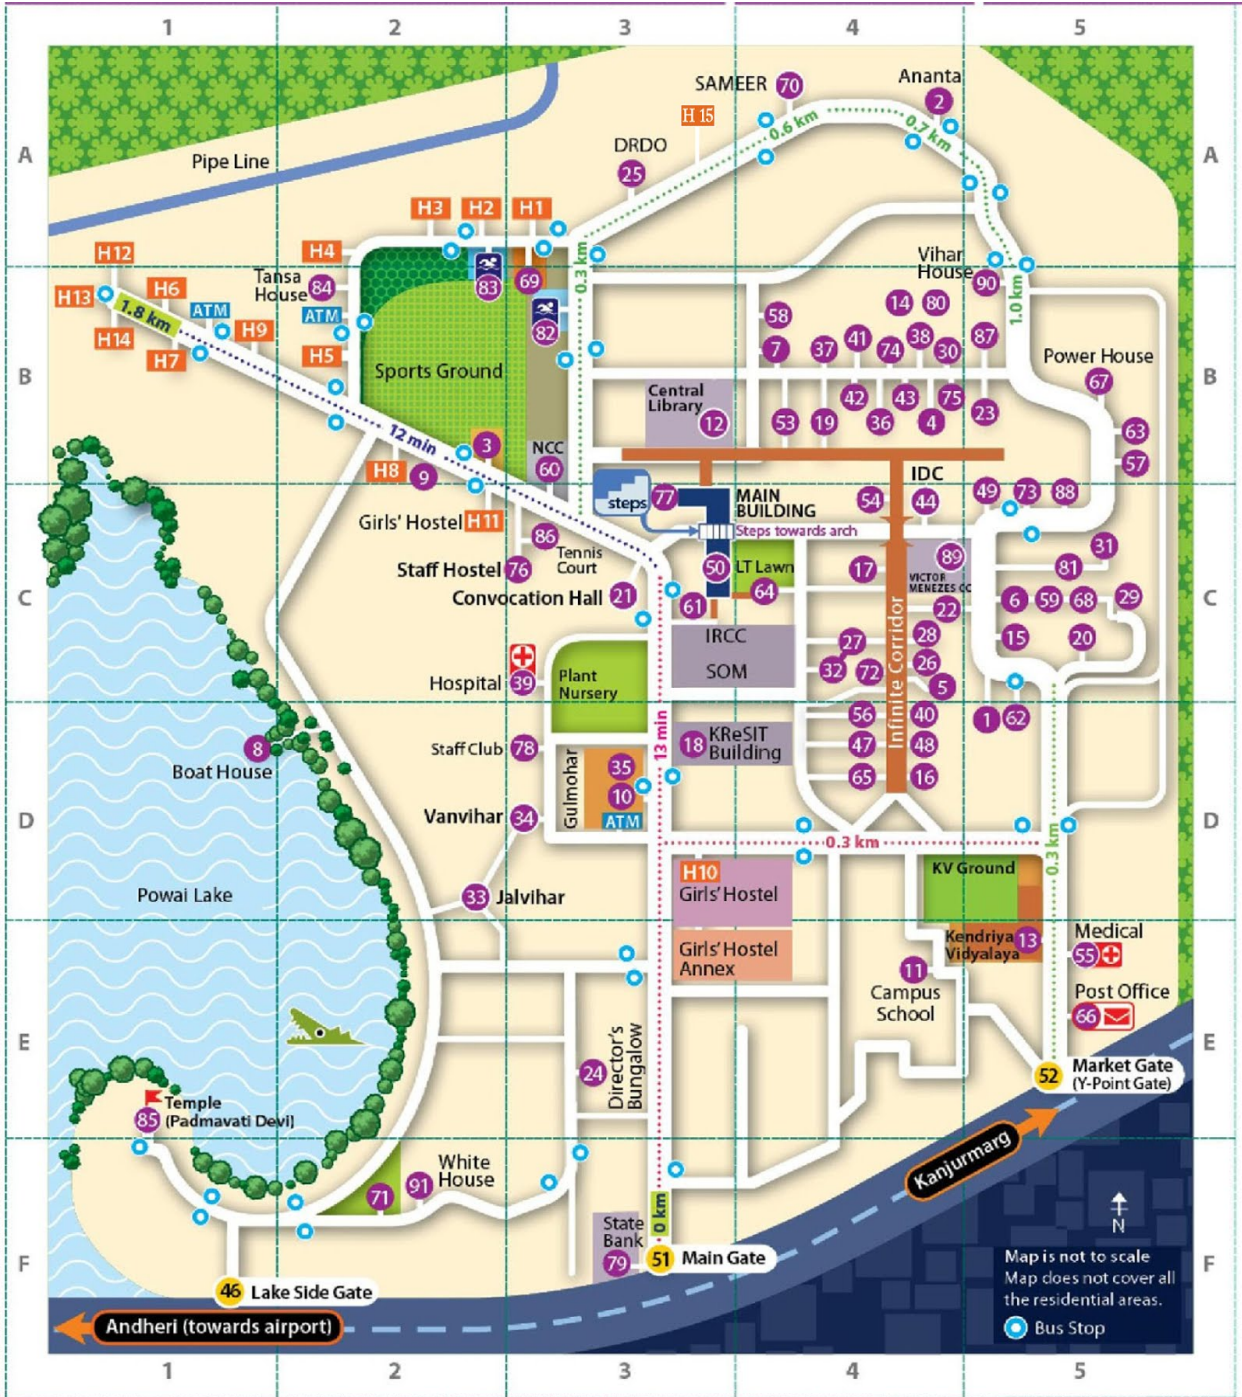 1 2 3 4 5
A A
SAMEER 70
Ananta
2
H 15
0.6 km
0.7 km
DRDO
25
Pipe Line
H3 H2 H1
H4
H12
0.3 km
Vihar
House
90
Tansa
House 84
83
69
82
H13
H6
ATM
ATM
1.8 km
H9
H14
H7
H5
14 80
1.0 km
58
7 37 41 74 38 30 87
Power House
67
B B
Sports Ground
Central
Library
12
42 43 75
53 19 36 4 23
63
57
12 min
3
NCC
60
H8
9
IDC
steps
77
MAIN
BUILDING
54 44 49 73 88
Girls' Hostel H11
Steps towards arch
86
Tennis
Court
Staff Hostel 76
Convocation Hall 21
50
LT Lawn
64
61
17
89
VICTOR
MENEZES CC
31
81
C C
22
6 59 68 29
IRCC
SOM
27 28
15 20
32 72 26
5
Infinite Corridor
Hospital 39
Plant
Nursery
56 40
1 62
13 min
8
Boat House
Staff Club 78
18 KReSIT
Building
47 48
Gulmohar
35
10
ATM
65 16
D D
Vanvihar 34
0.3 km
0.3 km
H10
Girls' Hostel
KV Ground
Powai Lake
33 Jalvihar
Girls' Hostel
Annex
Kendriya
Vidyalaya
13
Medical
55
11
Campus
School
Post Office
66
E E
Director's
Bungalow
24
52 Market Gate
(Y-Point Gate)
85
Temple
(Padmavati Devi)
Kanjurmarg
White
House
71 91
N
State
Bank
79
0 km
51 Main Gate
F F
Map is not to scale
Map does not cover all
the residential areas.
Bus Stop
46 Lake Side Gate
Andheri (towards airport)
1 2 3 4 5